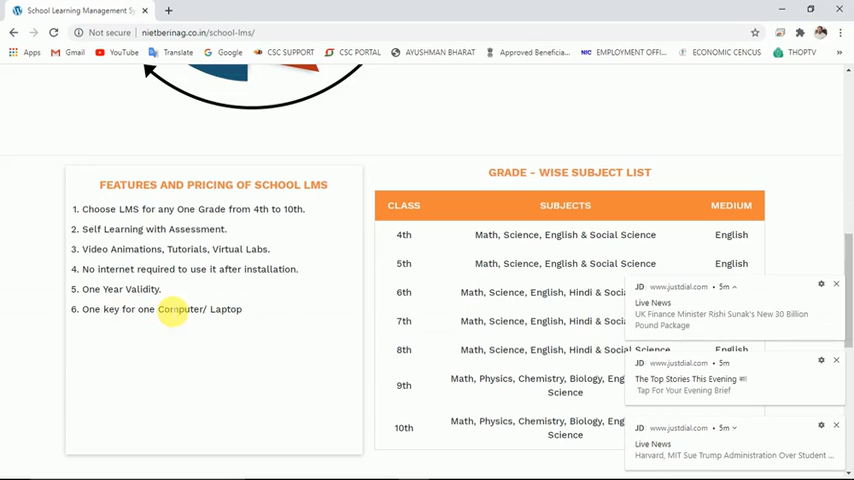 School Learning Management Sy
Not secure | nietberinag.co.in/school-lms/
Apps Gmail YouTube Translate Google CSC SUPPORT CSC PORTAL AYUSHMAN BHARAT Approved Beneficia... NIC EMPLOYMENT OFFI... ECONOMIC CENCUS THOPTV
FEATURES AND PRICING OF SCHOOL LMS
1. Choose LMS for any One Grade from 4th to 10th.
2. Self Learning with Assessment.
3. Video Animations, Tutorials, Virtual Labs.
4. No internet required to use it after installation.
5. One Year Validity.
6. One key for one Computer/ Laptop
GRADE - WISE SUBJECT LIST
CLASS SUBJECTS MEDIUM
4th Math, Science, English & Social Science English
5th Math, Science, English & Social Science English
6th Math, Science, English, Hindi & Soc
7th Math, Science, English, Hindi & Soc
8th Math, Science, English, Hindi & Social Science English
9th Math, Physics, Chemistry, Biology, Eng
Science
10th Math, Physics, Chemistry, Biology, Eng
Science
JD www.justdial.com • 5m
Live News
UK Finance Minister Rishi Sunak's New 30 Billion
Pound Package
JD www.justdial.com • 5m
The Top Stories This Evening
Tap For Your Evening Brief
JD www.justdial.com • 5m
Live News
Harvard, MIT Sue Trump Administration Over Student ...